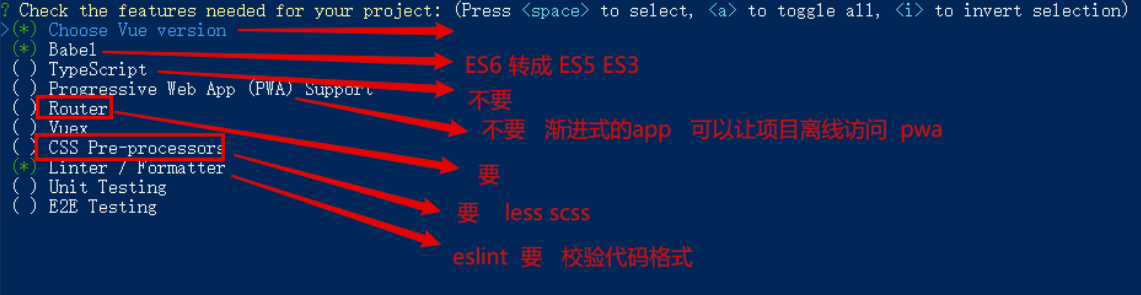 ? Check the features needed for your project: (Press <space> to select, <a> to toggle all, <i> to invert selection)
>(*) Choose Vue version
(*) Babel
ES6 转成 ES5 ES3
( ) TypeScript
不要
( ) Progressive Web App (PWA) Support
不要 渐进式的app 可以让项目离线访问 pwa
( ) Router
要
( ) Vuex
( ) CSS Pre-processors
要 less scss
(*) Linter / Formatter
eslint 要 校验代码格式
( ) Unit Testing
( ) E2E Testing